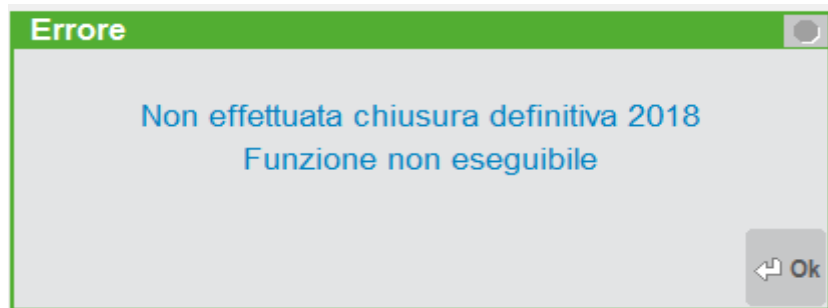 Errore
Non effettuata chiusura definitiva 2018
Funzione non eseguibile
Ok